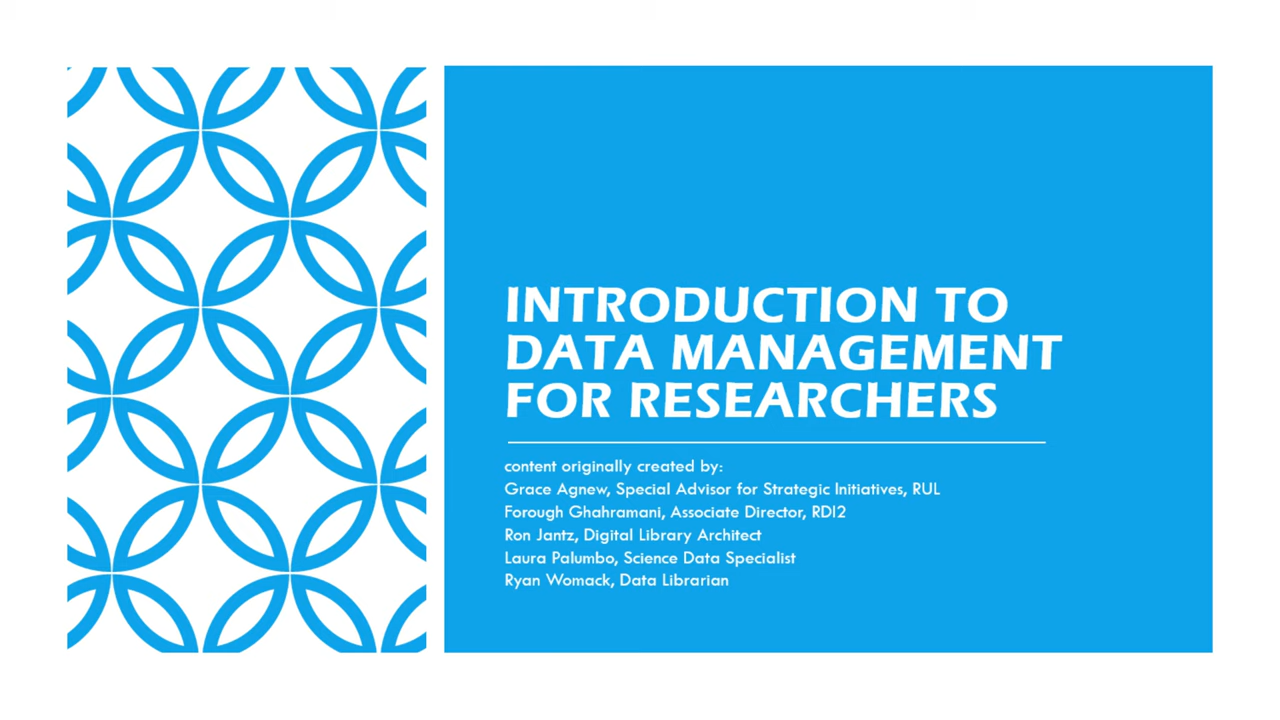 INTRODUCTION TO
DATA MANAGEMENT
FOR RESEARCHERS
content originally created by:
Grace Agnew, Special Advisor for Strategic Initiatives, RUL
Forough Ghahramani, Associate Director, RDI2
Ron Jantz, Digital Library Architect
Laura Palumbo, Science Data Specialist
Ryan Womack, Data Librarian